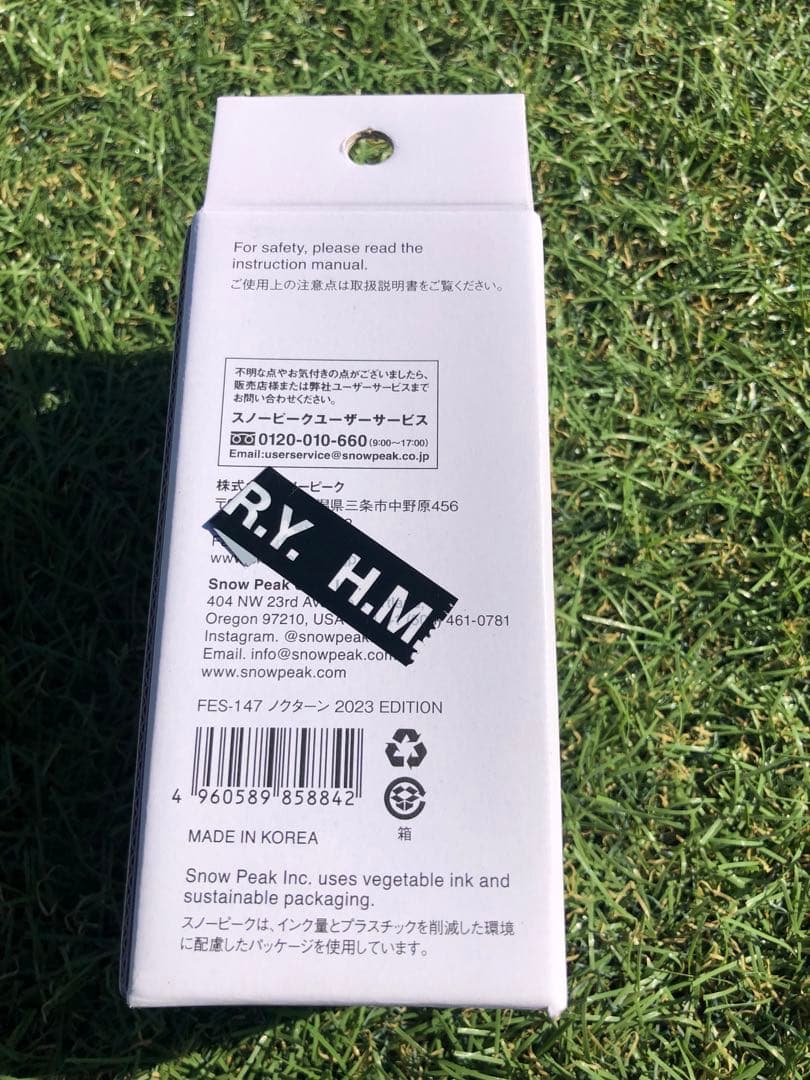 For safety, please read the
instruction manual.
ご使用上の注意点は取扱説明書をご覧ください。
不明な点やお気付きの点がございましたら、
販売店様または弊社ユーザーサービスまで
お問い合わせください。
スノーピークユーザーサービス
0120-010-660 (9:00〜17:00)
Email:userservice@snowpeak.co.jp
株式 ピーク
〒 県三条市中野原456
R.Y. H.M
www.
Snow Peak
404 NW 23rd
Oregon 97210, USA 461-0781
Instagram. @snowpeak
Email. info@snowpeak.com
www.snowpeak.com
FES-147 ノクターン 2023 EDITION
4 960589 858842
箱
MADE IN KOREA
Snow Peak Inc. uses vegetable ink and
sustainable packaging.
スノーピークは、インク量とプラスチックを削減した環境
に配慮したパッケージを使用しています。